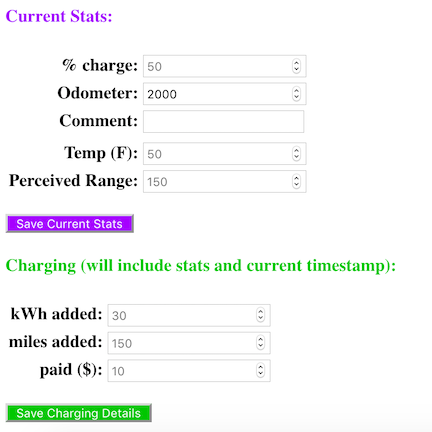 Current Stats:
% charge: 50
Odometer: 2000
Comment:
Temp (F): 50
Perceived Range: 150
Save Current Stats
Charging (will include stats and current timestamp):
kWh added: 30
miles added: 150
paid ($): 10
Save Charging Details